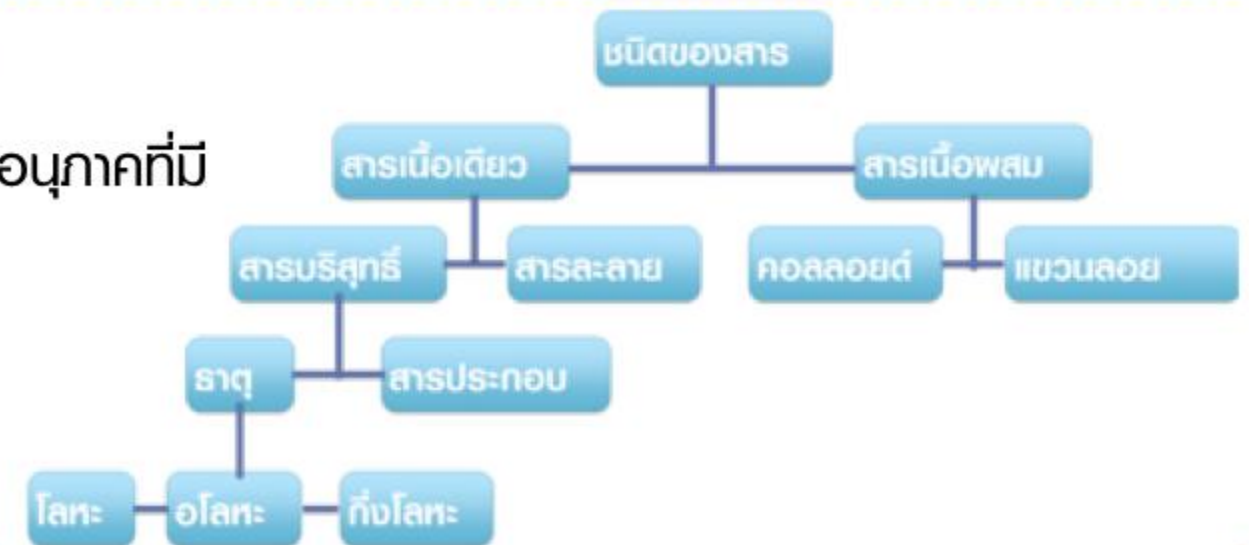 ชนิดของสาร
อนุภาคที่มี
สารเนื้อเดียว
สารเนื้อผสม
สารบริสุทธิ์
สารละลาย
คอลลอยด์
แขวนลอย
ธาตุ
สารประกอบ
โลหะ
อโลหะ
กึ่งโลหะ